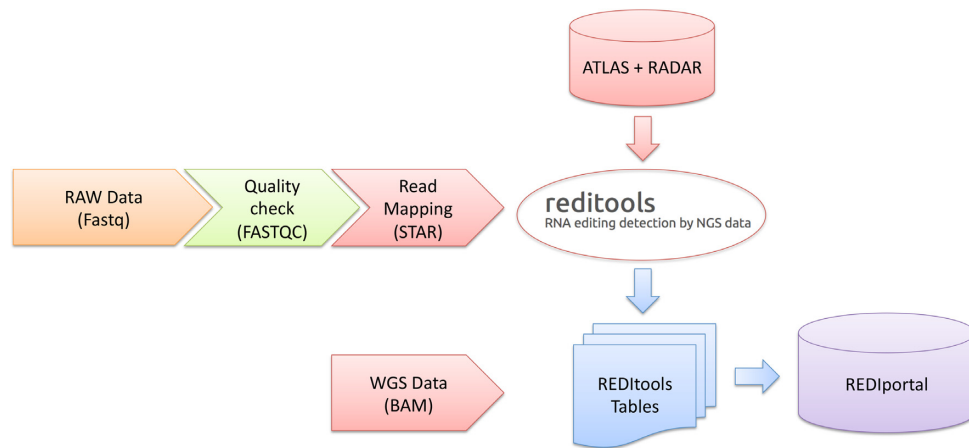 ATLAS + RADAR
RAW Data
(Fastq)
Quality
check
(FASTQC)
Read
Mapping
(STAR)
reditools
RNA editing detection by NGS data
WGS Data
(BAM)
REDItools
Tables
REDIportal